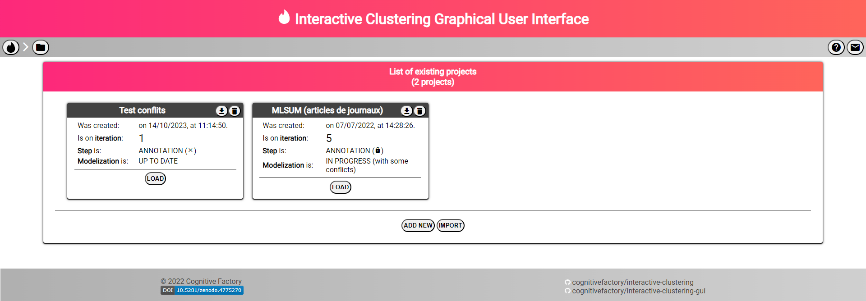 Interactive Clustering Graphical User Interface
List of existing projects
(2 projects)
Test conflits
Was created: on 14/10/2023, at 11:14:50.
Is on iteration: 1
Step is: ANNOTATION (×)
Modelization is: UP TO DATE
LOAD
MLSUM (articles de journaux)
Was created: on 07/07/2022, at 14:28:26.
Is on iteration: 5
Step is: ANNOTATION ()
Modelization is: IN PROGRESS (with some
conflicts)
LOAD
ADD NEW IMPORT
© 2022 Cognitive Factory
DOI 10.5281/zenodo.4775270
cognitivefactory/interactive-clustering
cognitivefactory/interactive-clustering-gui